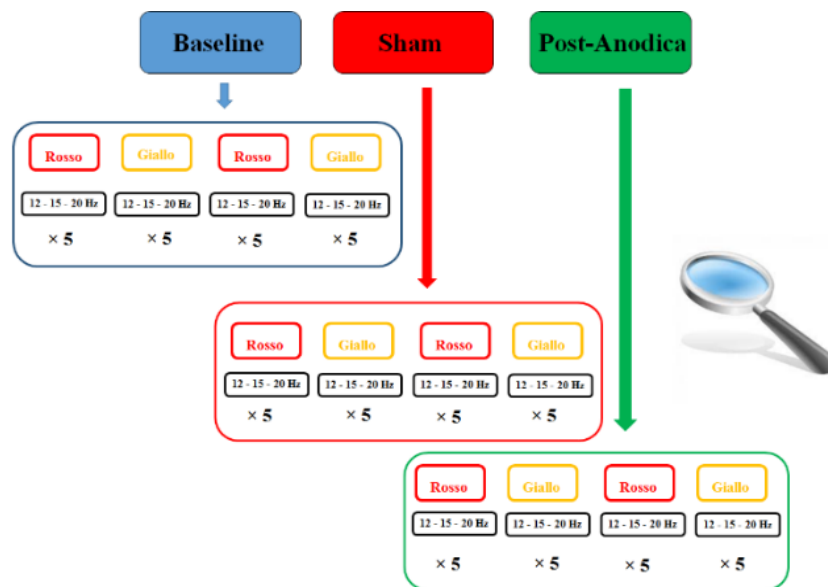 Baseline Sham Post-Anodica
Rosso Giallo Rosso Giallo
12 - 15 - 20 Hz 12 - 15 - 20 Hz 12 - 15 - 20 Hz 12 - 15 - 20 Hz
× 5 × 5 × 5 × 5
Rosso Giallo Rosso Giallo
12 - 15 - 20 Hz 12 - 15 - 20 Hz 12 - 15 - 20 Hz 12 - 15 - 20 Hz
× 5 × 5 × 5 × 5
Rosso Giallo Rosso Giallo
12 - 15 - 20 Hz 12 - 15 - 20 Hz 12 - 15 - 20 Hz 12 - 15 - 20 Hz
× 5 × 5 × 5 × 5